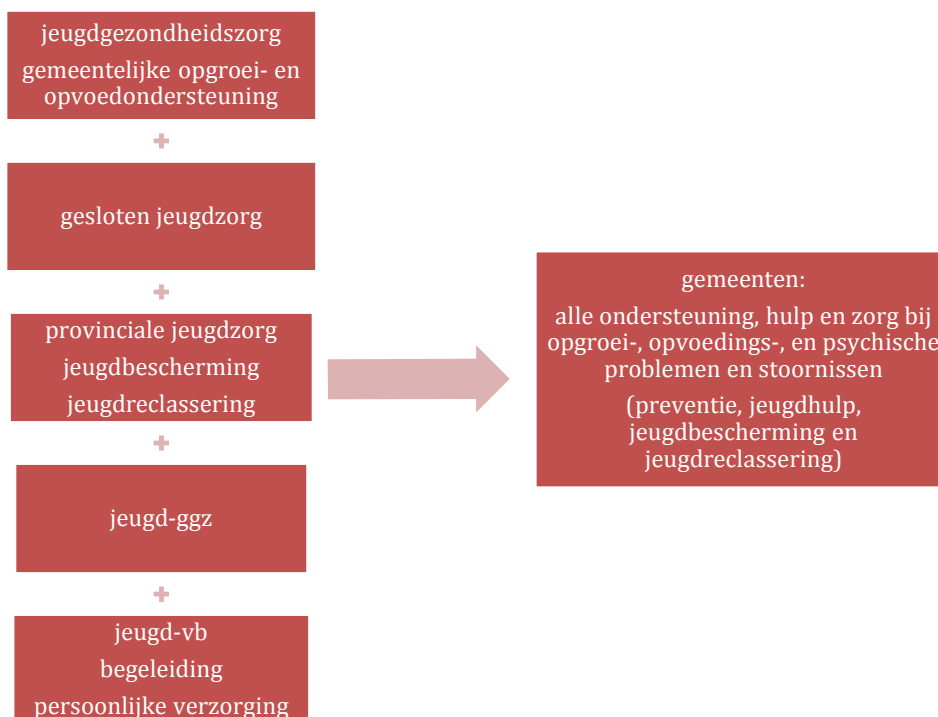 jeugdgezondheidszorg
gemeentelijke opgroei- en
opvoedondersteuning
+
gesloten jeugdzorg
+
provinciale jeugdzorg
jeugdbescherming
jeugdreclassering
+
jeugd-ggz
+
jeugd-vb
begeleiding
persoonlijke verzorging
gemeenten:
alle ondersteuning, hulp en zorg bij
opgroei-, opvoedings-, en psychische
problemen en stoornissen
(preventie, jeugdhulp,
jeugdbescherming en
jeugdreclassering)